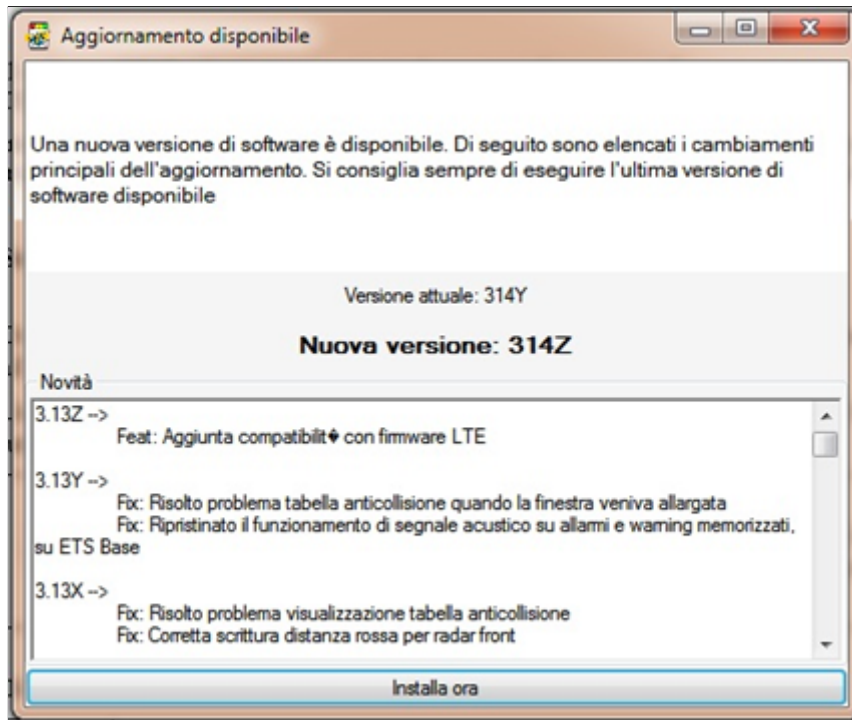 Aggiornamento disponibile
Una nuova versione di software è disponibile. Di seguito sono elencati i cambiamenti
principali dell'aggiornamento. Si consiglia sempre di eseguire l'ultima versione di
software disponibile
Versione attuale: 314Y
Nuova versione: 314Z
Novità
3.13Z -->
Feat: Aggiunta compatibilit� con firmware LTE
3.13Y -->
Fix: Risolto problema tabella anticollisione quando la finestra veniva allargata
Fix: Ripristinato il funzionamento di segnale acustico su allarmi e warning memorizzati,
su ETS Base
3.13X -->
Fix: Risolto problema visualizzazione tabella anticollisione
Fix: Corretta scrittura distanza rossa per radar front
Installa ora